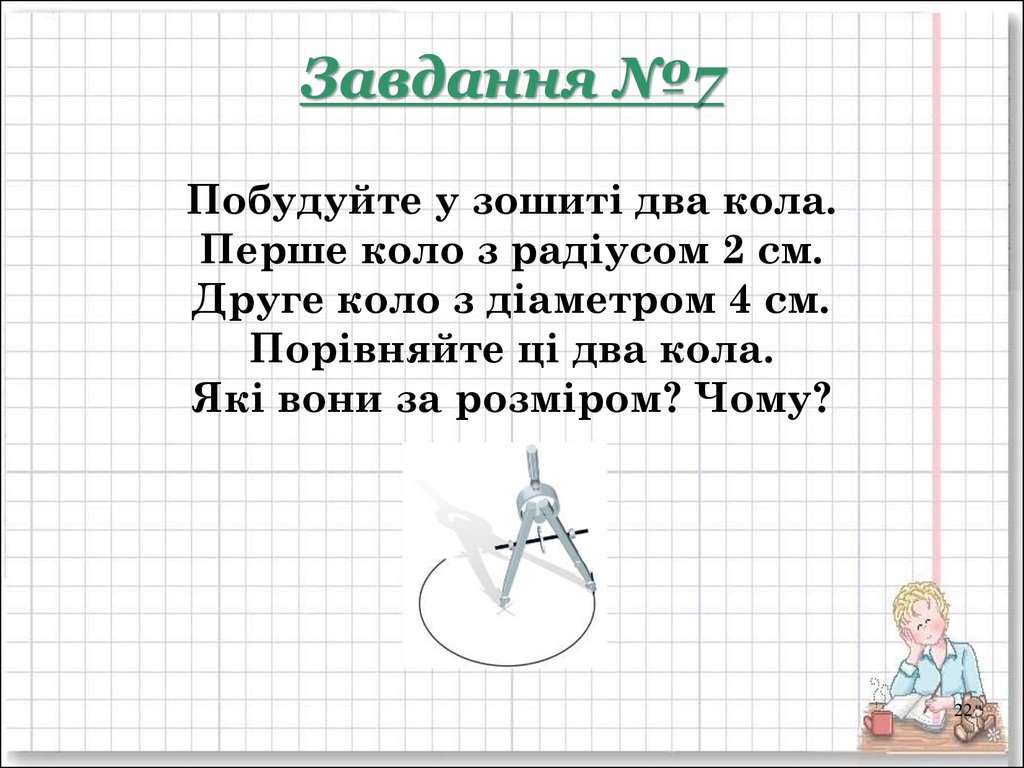 Завдання №7
Побудуйте у зошиті два кола.
Перше коло з радіусом 2 см.
Друге коло з діаметром 4 см.
Порівняйте ці два кола.
Які вони за розміром? Чому?
22